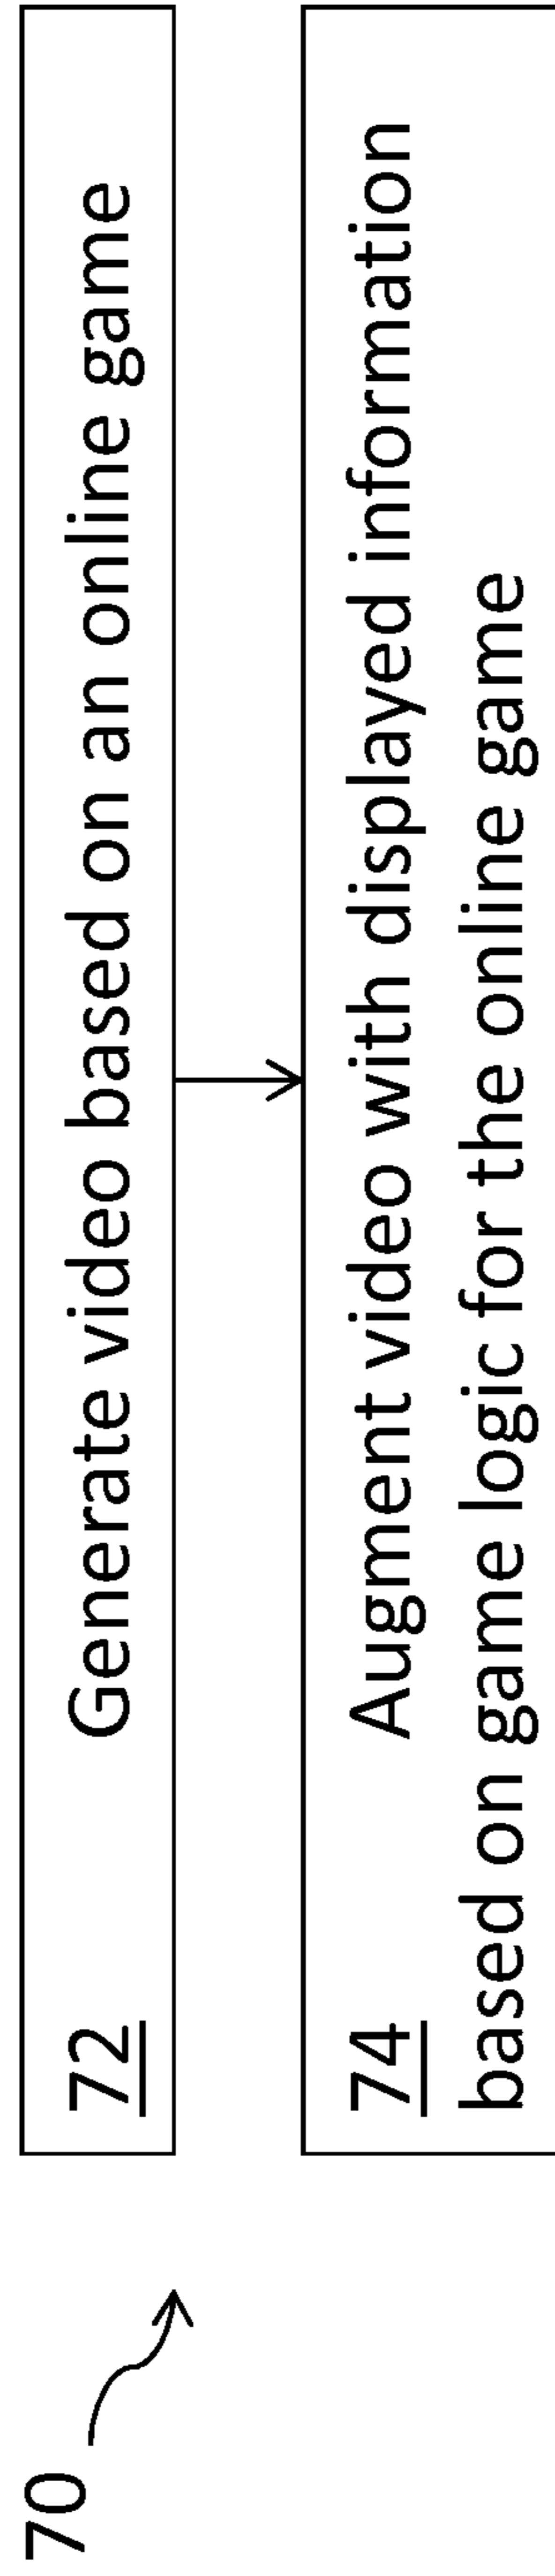 70
72 Generate video based on an online game
74 Augment video with displayed information
based on game logic for the online game